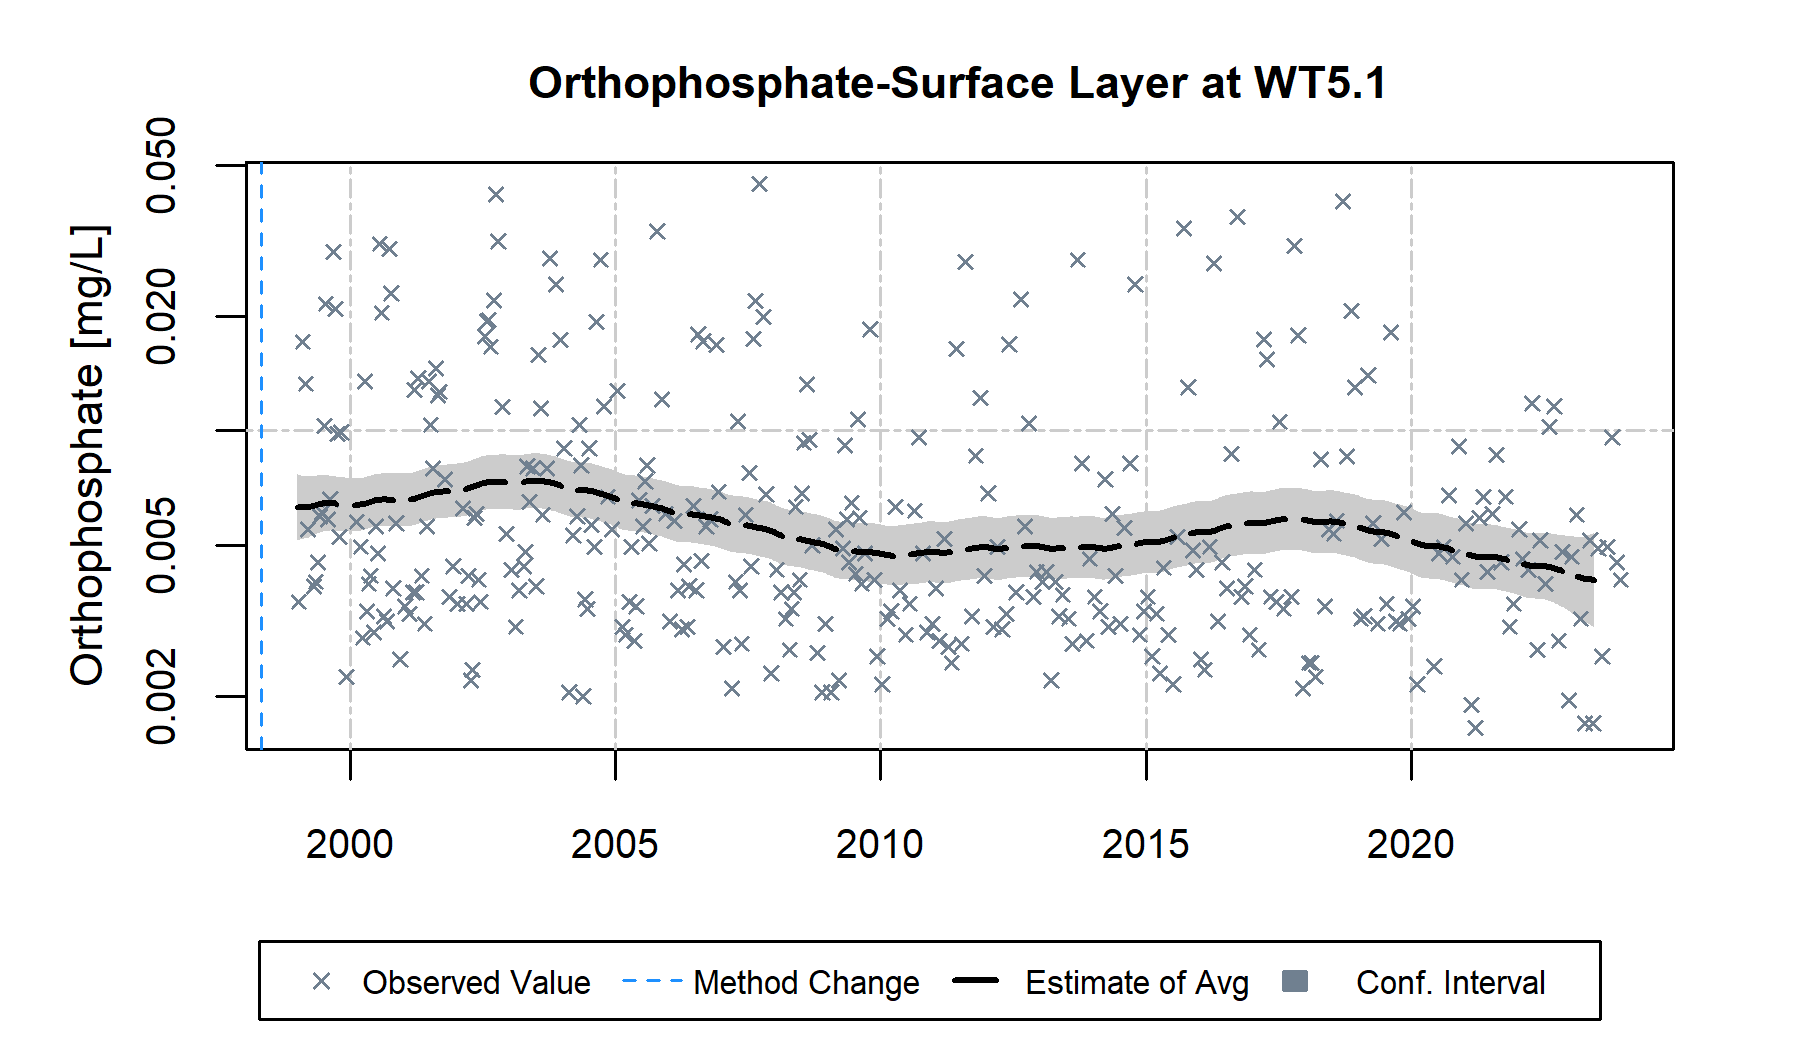 Orthophosphate-Surface Layer at WT5.1
Orthophosphate [mg/L]
0.050
0.020
0.005
0.002
2000 2005 2010 2015 2020
Observed Value Method Change Estimate of Avg Conf. Interval